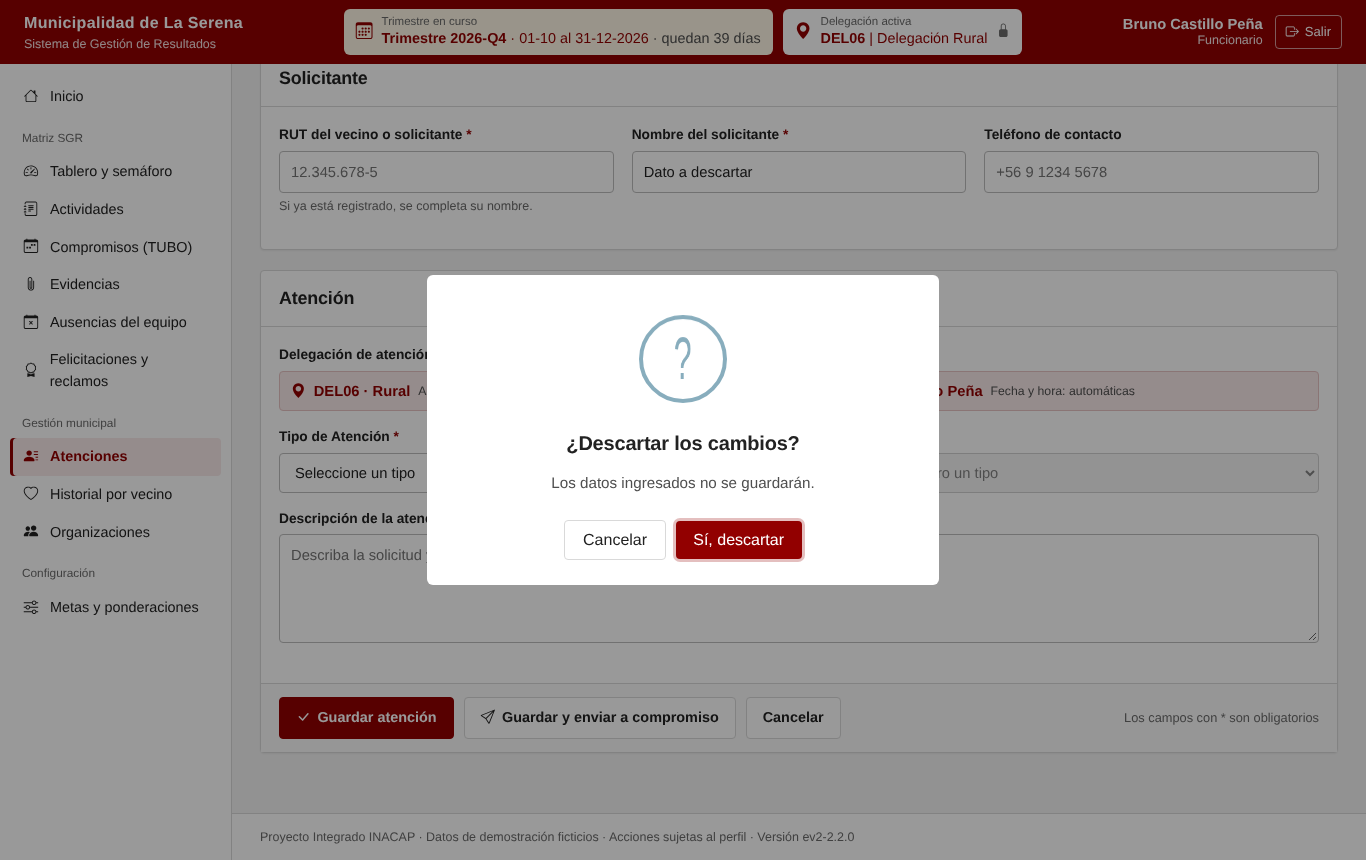 Municipalidad de La Serena
Sistema de Gestión de Resultados
Trimestre en curso
Trimestre 2026-Q4 · 01-10 al 31-12-2026 · quedan 39 días
Delegación activa
DEL06 | Delegación Rural
Bruno Castillo Peña
Funcionario
Salir
Inicio
Matriz SGR
Tablero y semáforo
Actividades
Compromisos (TUBO)
Evidencias
Ausencias del equipo
Felicitaciones y
reclamos
Gestión municipal
Atenciones
Historial por vecino
Organizaciones
Configuración
Metas y ponderaciones
Solicitante
RUT del vecino o solicitante *
Nombre del solicitante *
Teléfono de contacto
12.345.678-5
Dato a descartar
+56 9 1234 5678
Si ya está registrado, se completa su nombre.
Atención
Delegación de atención
DEL06 · Rural
Peña Fecha y hora: automáticas
Tipo de Atención *
Seleccione un tipo
un tipo
Descripción de la
Describa la solicitud
?
¿Descartar los cambios?
Los datos ingresados no se guardarán.
Cancelar
Sí, descartar
Guardar atención
Guardar y enviar a compromiso
Cancelar
Los campos con * son obligatorios
Proyecto Integrado INACAP · Datos de demostración ficticios · Acciones sujetas al perfil · Versión ev2-2.2.0